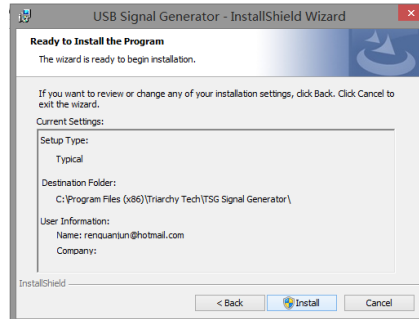 USB Signal Generator - InstallShield Wizard
Ready to Install the Program
The wizard is ready to begin installation.
If you want to review or change any of your installation settings, click Back. Click Cancel to
exit the wizard.
Current Settings:
Setup Type:
Typical
Destination Folder:
C:\Program Files (x86)\Triarchy Tech\TSG Signal Generator\
User Information:
Name: renquanjun@hotmail.com
Company:
InstallShield
< Back
Install
Cancel